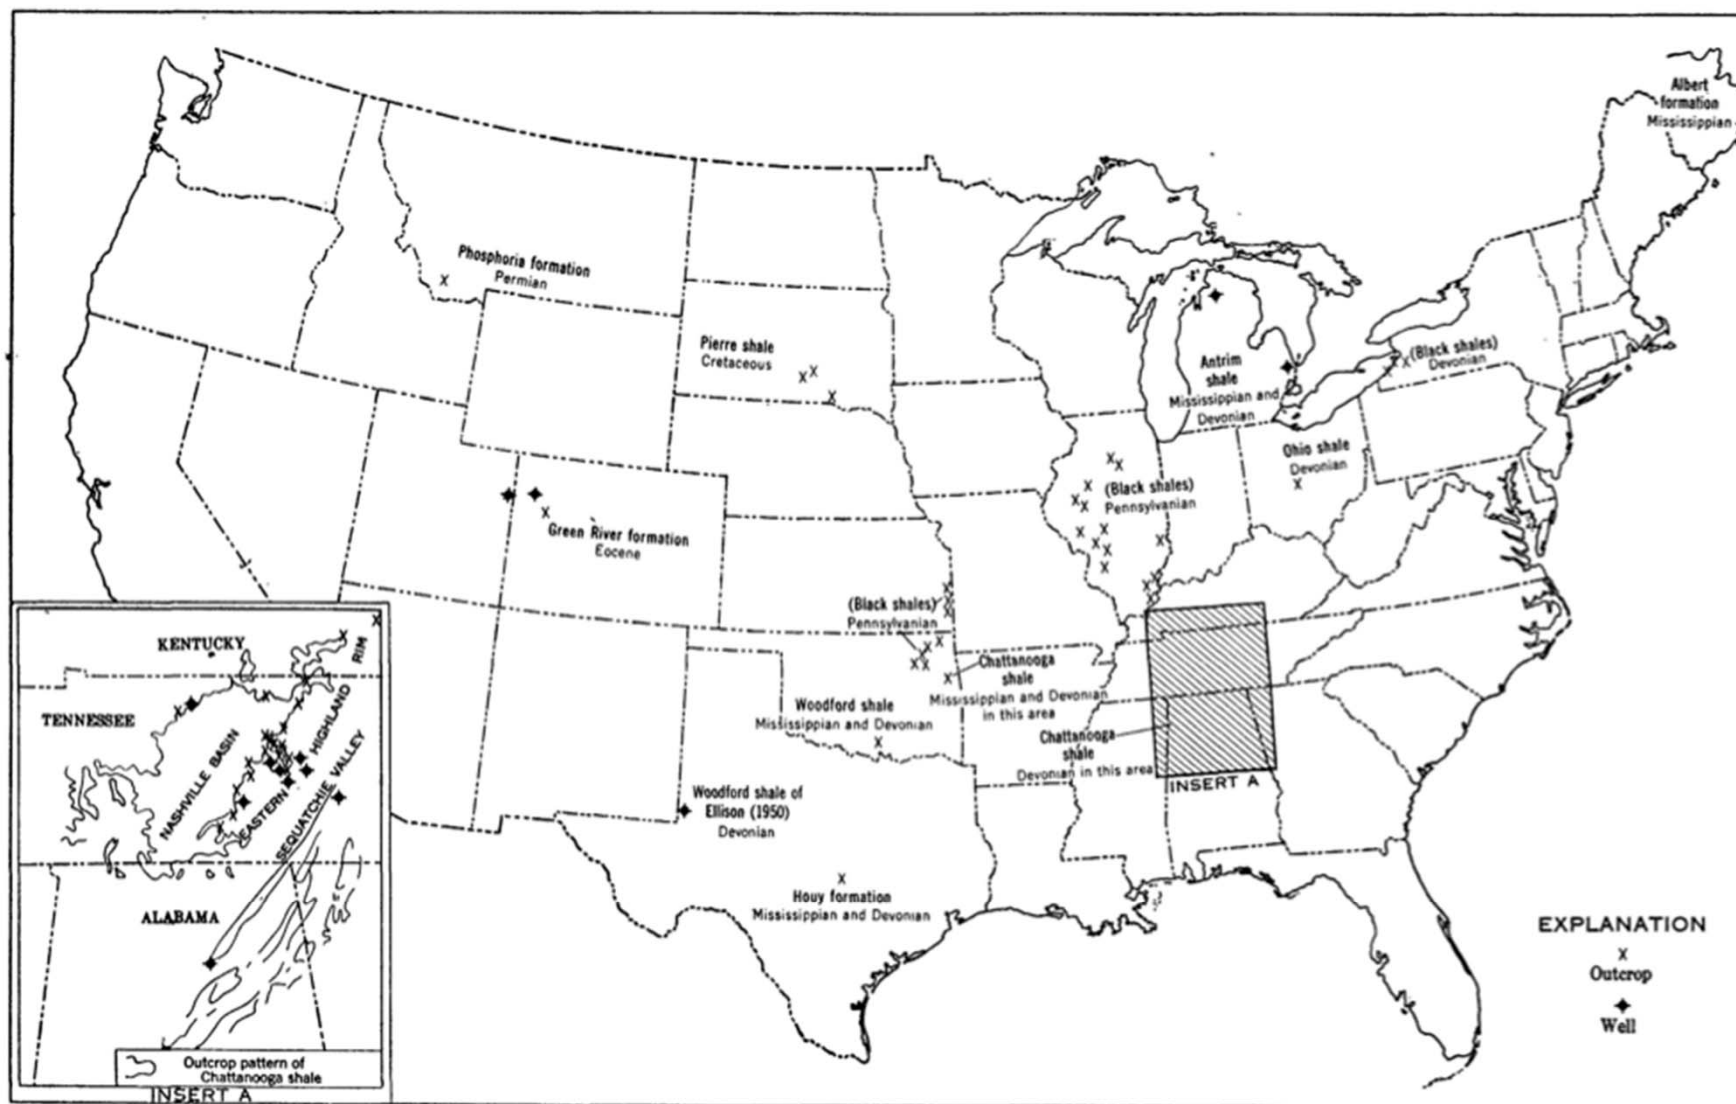 Albert
formation
Mississippian
Phosphoria formation
Permian
Pierre shale
Cretaceous
Antrim
shale
Mississippian and
Devonian
(Black shales)
Devonian
Ohio shale
Devonian
(Black shales)
Pennsylvanian
Green River formation
Eocene
(Black shales)
Pennsylvanian
Chattanooga
shale
Mississippian and Devonian
in this area
Woodford shale
Mississippian and Devonian
Chattanooga
shale
Devonian in this area
INSERT A
Woodford shale of
Ellison (1950)
Devonian
Houy formation
Mississippian and Devonian
EXPLANATION
X
Outcrop
Well
KENTUCKY
TENNESSEE
NASHVILLE BASIN
EASTERN HIGHLAND RIM
SEQUATCHIE VALLEY
ALABAMA
Outcrop pattern of
Chattanooga shale
INSERT A